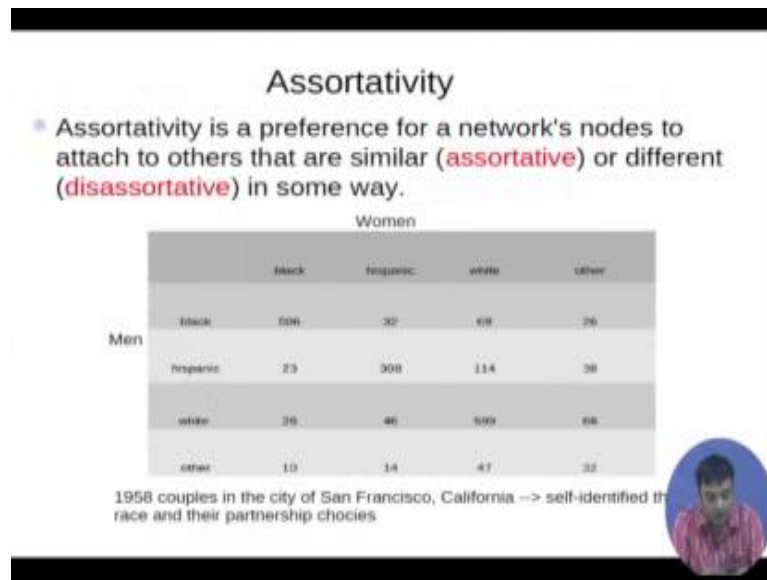 Assortativity
Assortativity is a preference for a network's nodes to
attach to others that are similar (assortative) or different
(disassortative) in some way.
Women
black hispanic white other
black 506 32 69 26
Men
hispanic 23 308 114 38
white 26 46 599 68
other 10 14 47 32
1958 couples in the city of San Francisco, California --> self-identified th
race and their partnership chocies